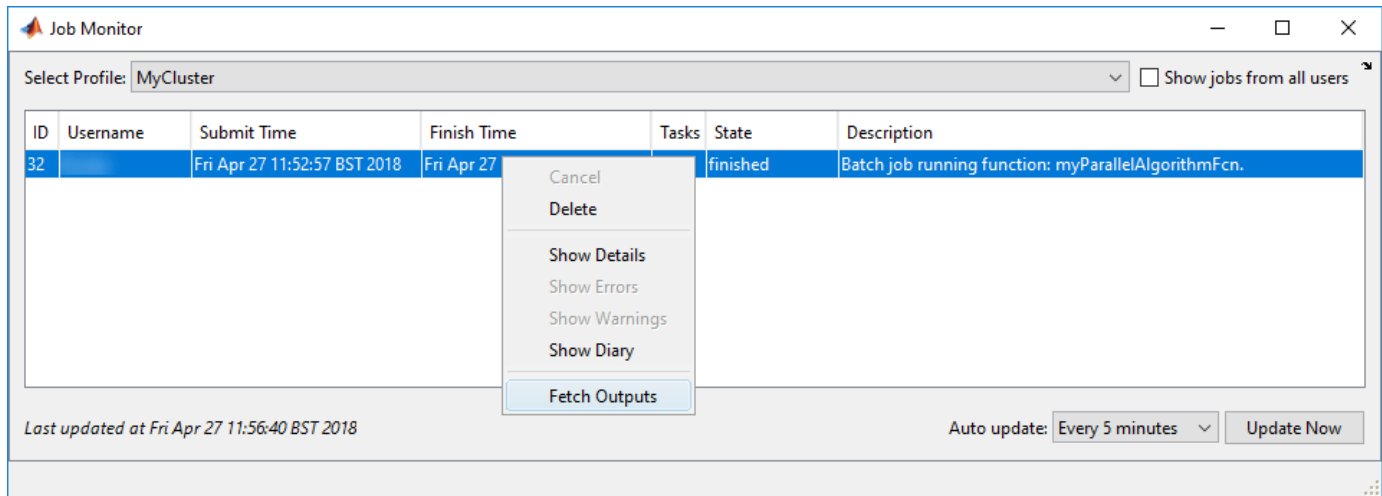 Job Monitor
Select Profile: MyCluster Show jobs from all users
ID Username Submit Time Finish Time Tasks State Description
32 Fri Apr 27 11:52:57 BST 2018 Fri Apr 27 finished Batch job running function: myParallelAlgorithmFcn.
Cancel
Delete
Show Details
Show Errors
Show Warnings
Show Diary
Fetch Outputs
Last updated at Fri Apr 27 11:56:40 BST 2018 Auto update: Every 5 minutes Update Now